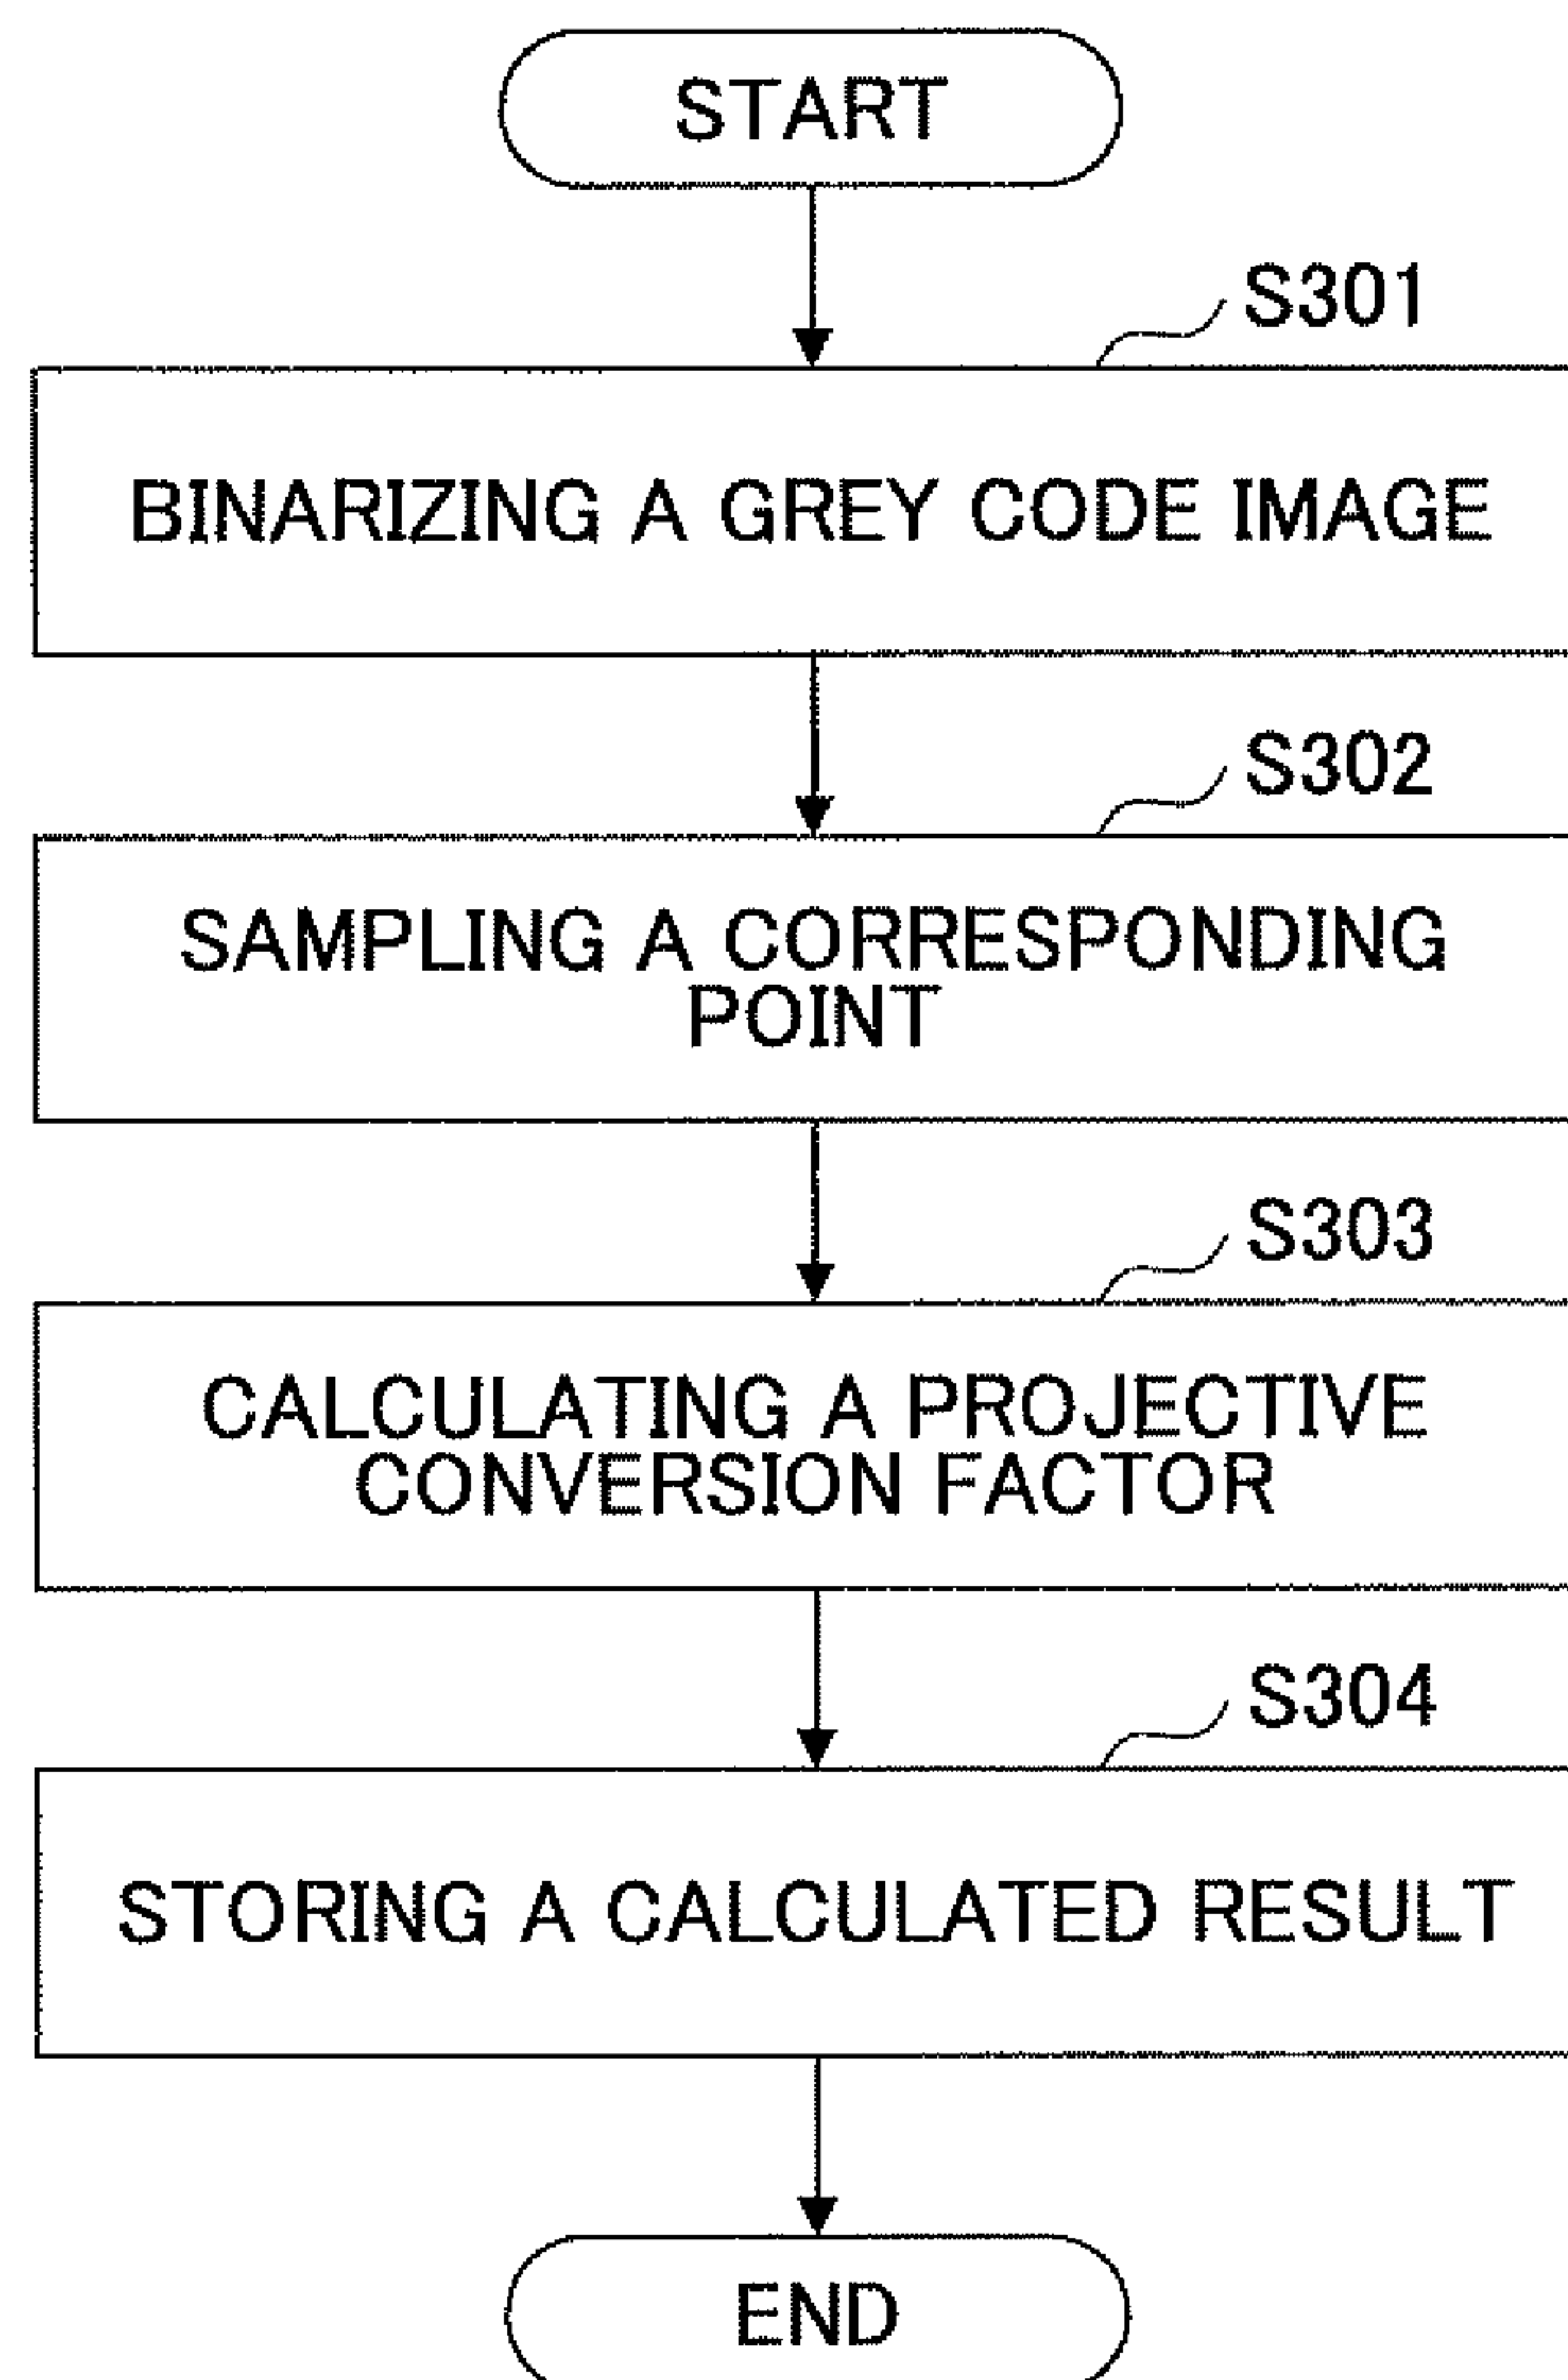 START
S301
BINARIZING A GREY CODE IMAGE
S302
SAMPLING A CORRESPONDING
POINT
S303
CALCULATING A PROJECTIVE
CONVERSION FACTOR
S304
STORING A CALCULATED RESULT
END